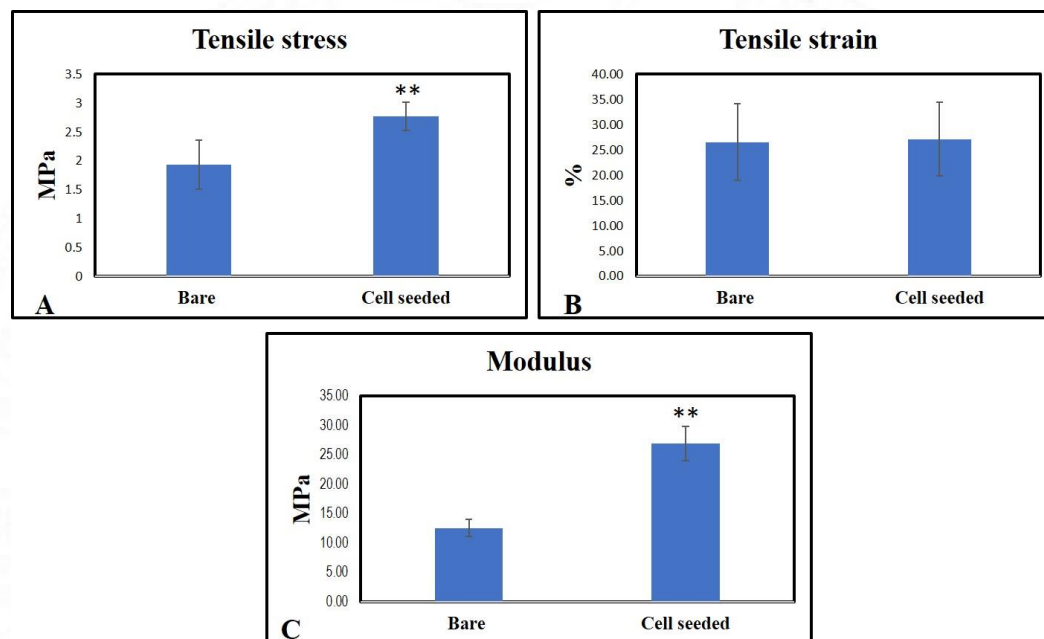 Tensile stress
3.5
3
2.5
2
1.5
1
0.5
0
MPa
**
Bare
Cell seeded
A
Tensile strain
40.00
35.00
30.00
25.00
20.00
15.00
10.00
5.00
0.00
%
Bare
Cell seeded
B
Modulus
35.00
30.00
25.00
20.00
15.00
10.00
5.00
0.00
MPa
**
Bare
Cell seeded
C